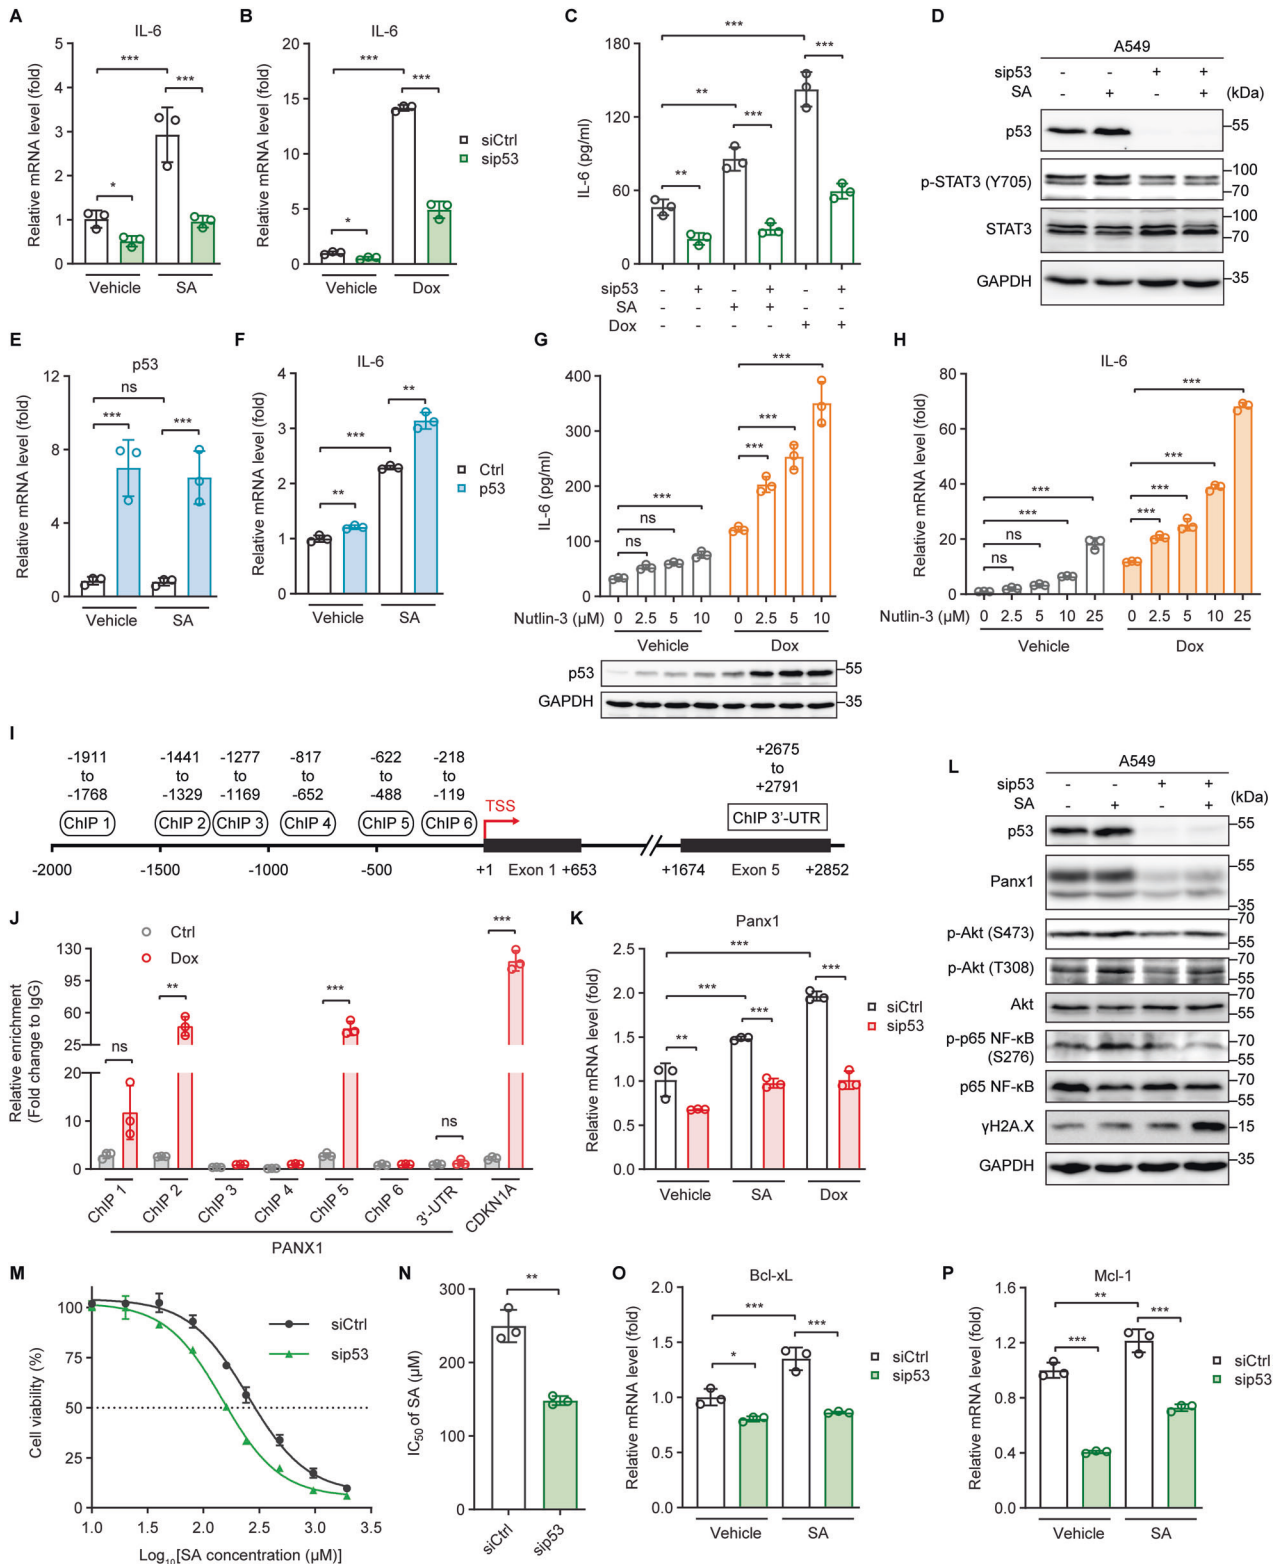 A
IL-6
Relative mRNA level (fold)
5
4
3
2
1
0
***
***
*
Vehicle SA
B
IL-6
Relative mRNA level (fold)
20
15
10
5
0
***
***
*
Vehicle Dox
siCtrl
sip53
C
IL-6 (pg/ml)
180
120
60
0
***
***
**
***
**
sip53 - + - + - +
SA - - + + - -
Dox - - - - + +
D
A549
sip53 - - + +
SA - + - + (kDa)
p53 55
p-STAT3 (Y705) 100
70
STAT3 100
70
GAPDH 35
E
p53
Relative mRNA level (fold)
12
8
4
0
ns
***
***
Vehicle SA
F
IL-6
Relative mRNA level (fold)
4
3
2
1
0
**
***
**
Vehicle SA
Ctrl
p53
G
IL-6 (pg/ml)
400
300
200
100
0
***
***
***
***
ns
ns
Nutlin-3 (μM) 0 2.5 5 10 0 2.5 5 10
Vehicle Dox
p53 55
GAPDH 35
H
IL-6
Relative mRNA level (fold)
80
60
40
20
0
***
***
***
***
***
***
ns
ns
Nutlin-3 (μM) 0 2.5 5 10 25 0 2.5 5 10 25
Vehicle Dox
I
-1911 -1441 -1277 -817 -622 -218 +2675
to to to to to to to
-1768 -1329 -1169 -652 -488 -119 +2791
ChIP 1 ChIP 2 ChIP 3 ChIP 4 ChIP 5 ChIP 6 TSS ChIP 3'-UTR
-2000 -1500 -1000 -500 +1 Exon 1 +653 +1674 Exon 5 +2852
J
Ctrl
Dox
Relative enrichment
(Fold change to IgG)
130
95
60
25
20
10
0
ns
**
***
ns
***
ChIP 1 ChIP 2 ChIP 3 ChIP 4 ChIP 5 ChIP 6 3'-UTR CDKN1A
PANX1
K
Panx1
Relative mRNA level (fold)
2.5
2.0
1.5
1.0
0.5
0.0
***
***
***
***
**
Vehicle SA Dox
siCtrl
sip53
L
A549
sip53 - - + +
SA - + - + (kDa)
p53 55
Panx1 55
35
p-Akt (S473) 70
55
p-Akt (T308) 70
55
Akt 70
55
p-p65 NF-κB
(S276) 70
55
p65 NF-κB 70
55
γH2A.X 15
GAPDH 35
M
Cell viability (%)
100
75
50
25
0
siCtrl
sip53
1.0 1.5 2.0 2.5 3.0 3.5
Log10[SA concentration (μM)]
N
IC50 of SA (μM)
300
200
100
0
**
siCtrl sip53
O
Bcl-xL
Relative mRNA level (fold)
2.0
1.5
1.0
0.5
0.0
***
***
*
Vehicle SA
siCtrl
sip53
P
Mcl-1
Relative mRNA level (fold)
1.6
1.2
0.8
0.4
0.0
**
***
***
Vehicle SA
siCtrl
sip53